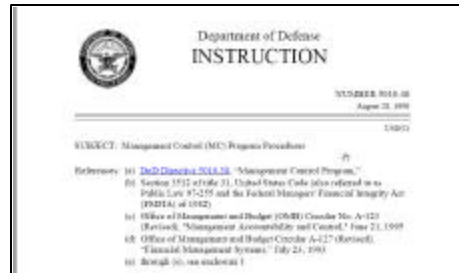 Department of Defense
INSTRUCTION
NUMBER 5010.40
August 28, 1996
USD(C)
SUBJECT: Management Control (MC) Program Procedures
References: (a) DoD Directive 5010.38, "Management Control Program,"
(b) Section 3512 of title 31, United States Code (also referred to as
Public Law 97-255 and the Federal Managers' Financial Integrity Act
(FMFIA) of 1982)
(c) Office of Management and Budget (OMB) Circular No. A-123
(Revised), "Management Accountability and Control," June 21, 1995
(d) Office of Management and Budget Circular A-127 (Revised),
"Financial Management Systems," July 23, 1993
(e) through (o), see enclosure 1